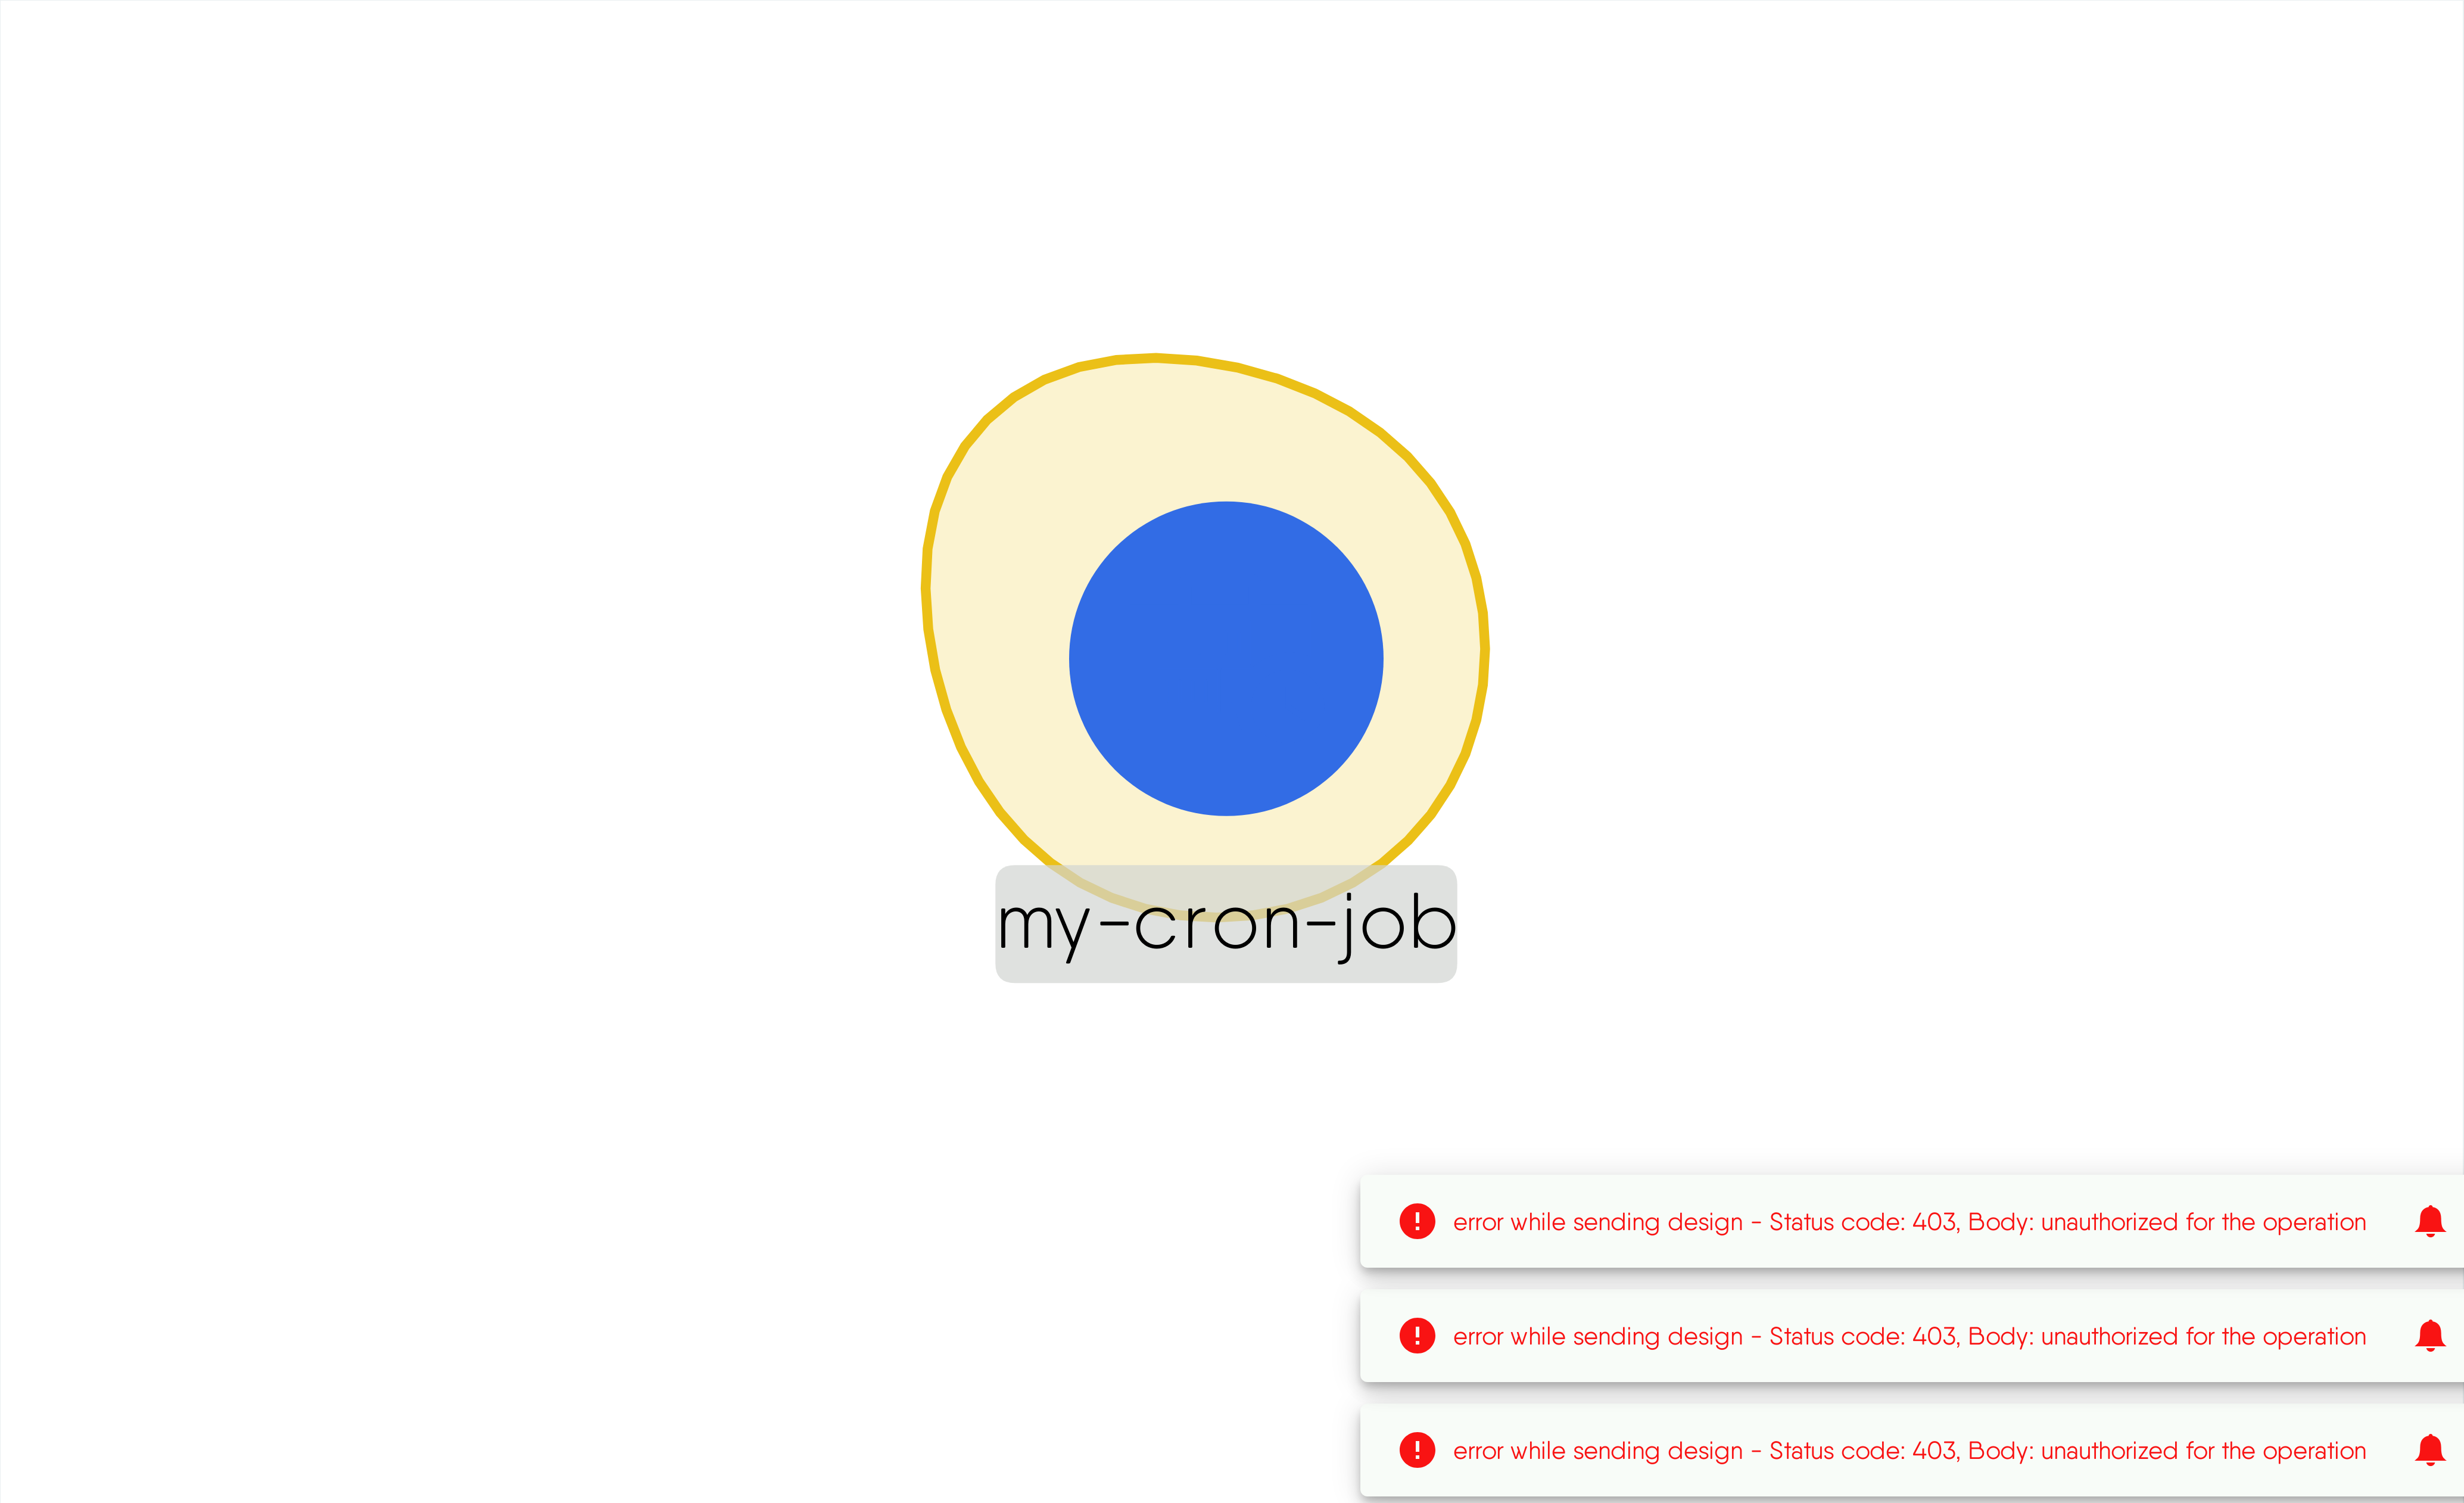 my-cron-job
error while sending design - Status code: 403, Body: unauthorized for the operation
error while sending design - Status code: 403, Body: unauthorized for the operation
error while sending design - Status code: 403, Body: unauthorized for the operation